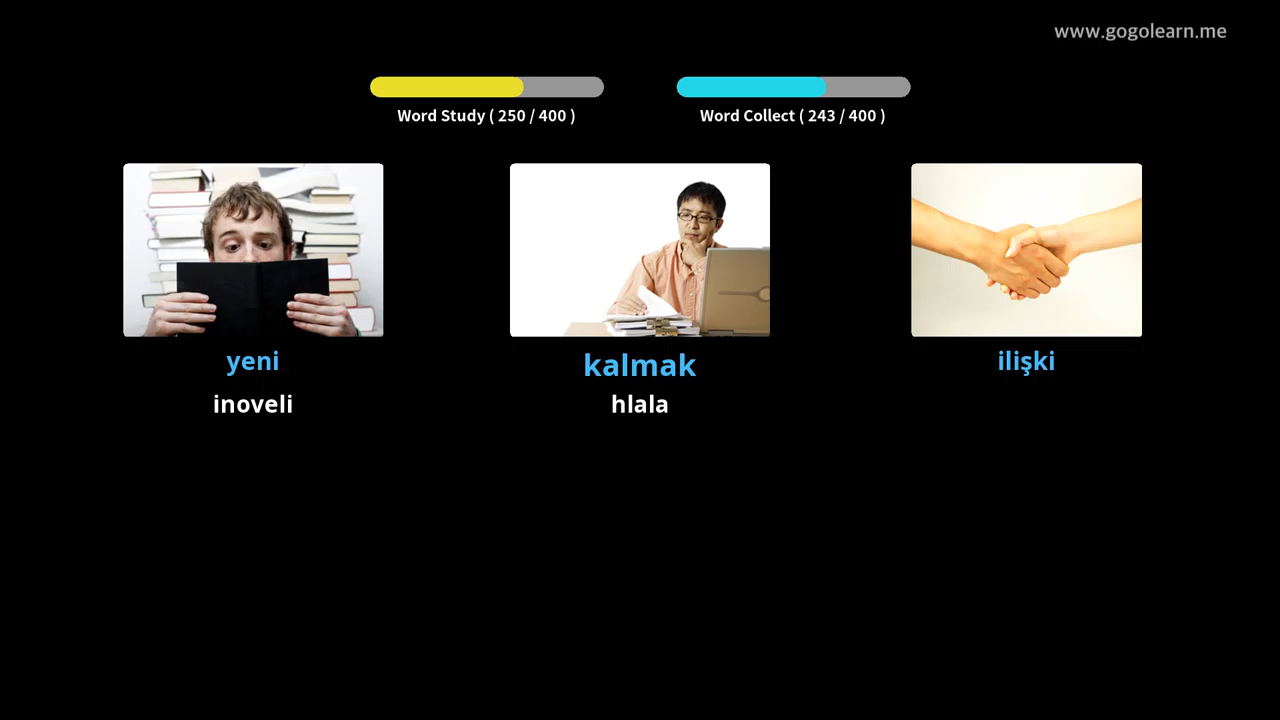 www.gogolearn.me
Word Study ( 250 / 400 )
Word Collect ( 243 / 400 )
yeni
kalmak
ilişki
inoveli
hlala